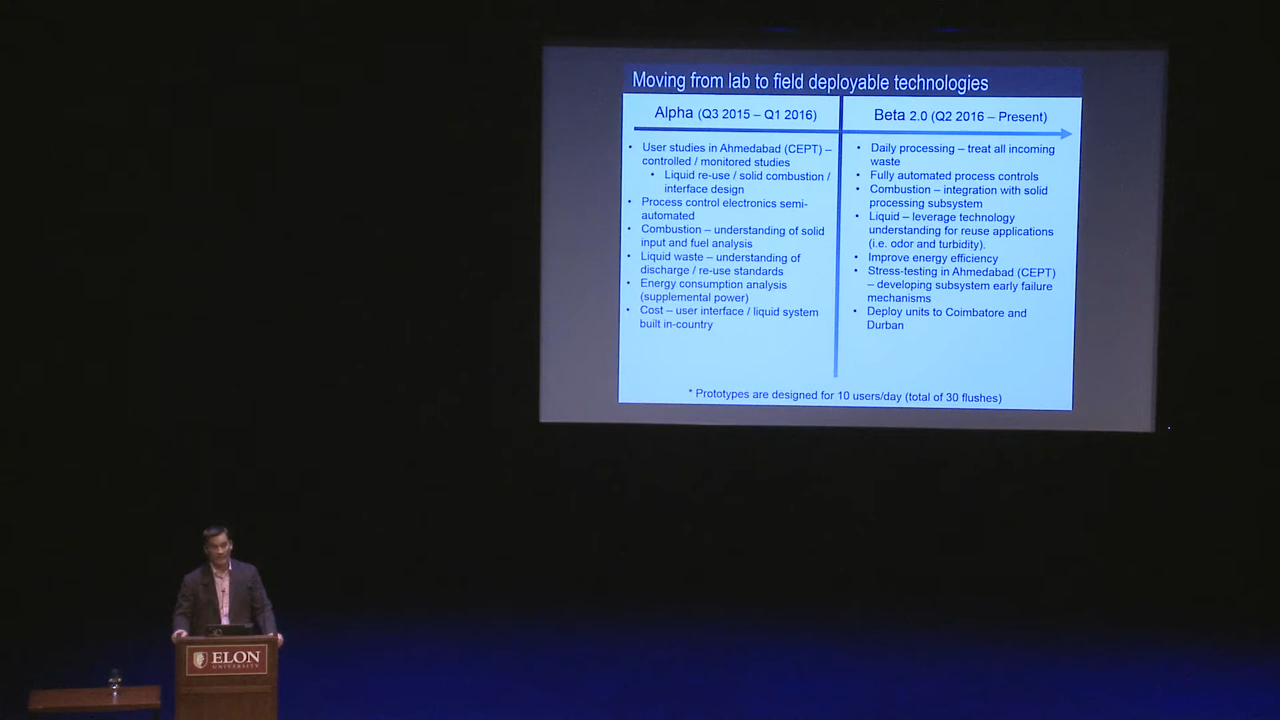 Moving from lab to field deployable technologies
Alpha (Q3 2015 – Q1 2016)
• User studies in Ahmedabad (CEPT) –
controlled / monitored studies
• Liquid re-use / solid combustion /
interface design
• Process control electronics semi-
automated
• Combustion – understanding of solid
input and fuel analysis
• Liquid waste – understanding of
discharge / re-use standards
• Energy consumption analysis
(supplemental power)
• Cost – user interface / liquid system
built in-country
Beta 2.0 (Q2 2016 – Present)
• Daily processing – treat all incoming
waste
• Fully automated process controls
• Combustion – integration with solid
processing subsystem
• Liquid – leverage technology
understanding for reuse applications
(i.e. odor and turbidity).
• Improve energy efficiency
• Stress-testing in Ahmedabad (CEPT)
– developing subsystem early failure
mechanisms
• Deploy units to Coimbatore and
Durban
* Prototypes are designed for 10 users/day (total of 30 flushes)
ELON
UNIVERSITY